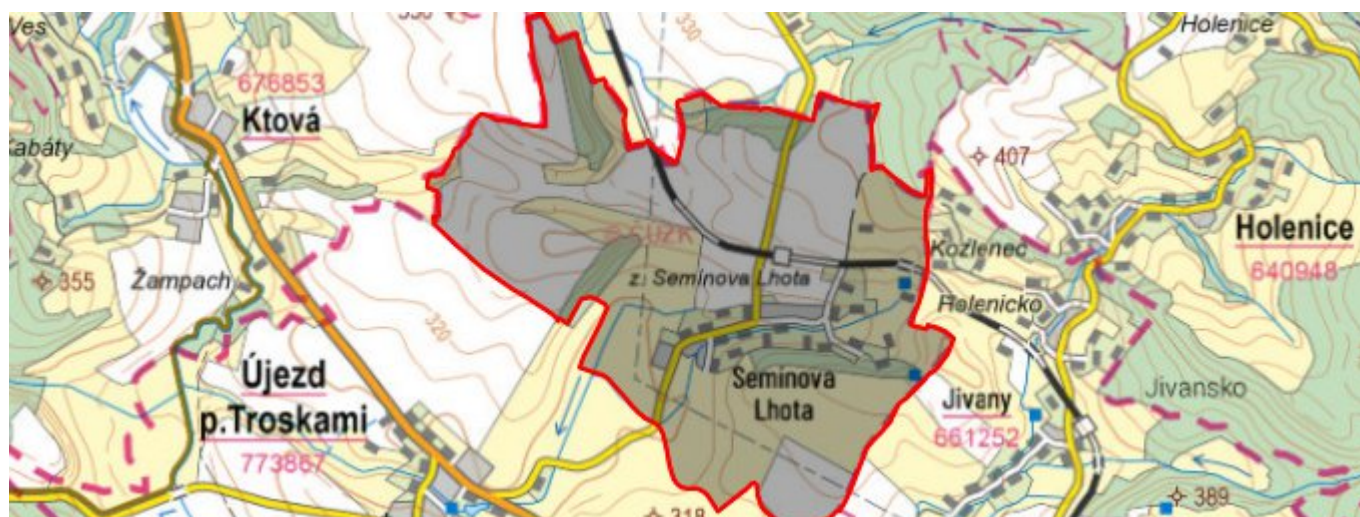 330
Ves
Holenice
676853
Ktová
407
Holenice
640948
Kozlenec
355
Žampach
z: Semínova Lhota
Holenicko
320
Újezd
p.Troskami
773867
Semínova
Lhota
Jivany
661252
Jivansko
318
389